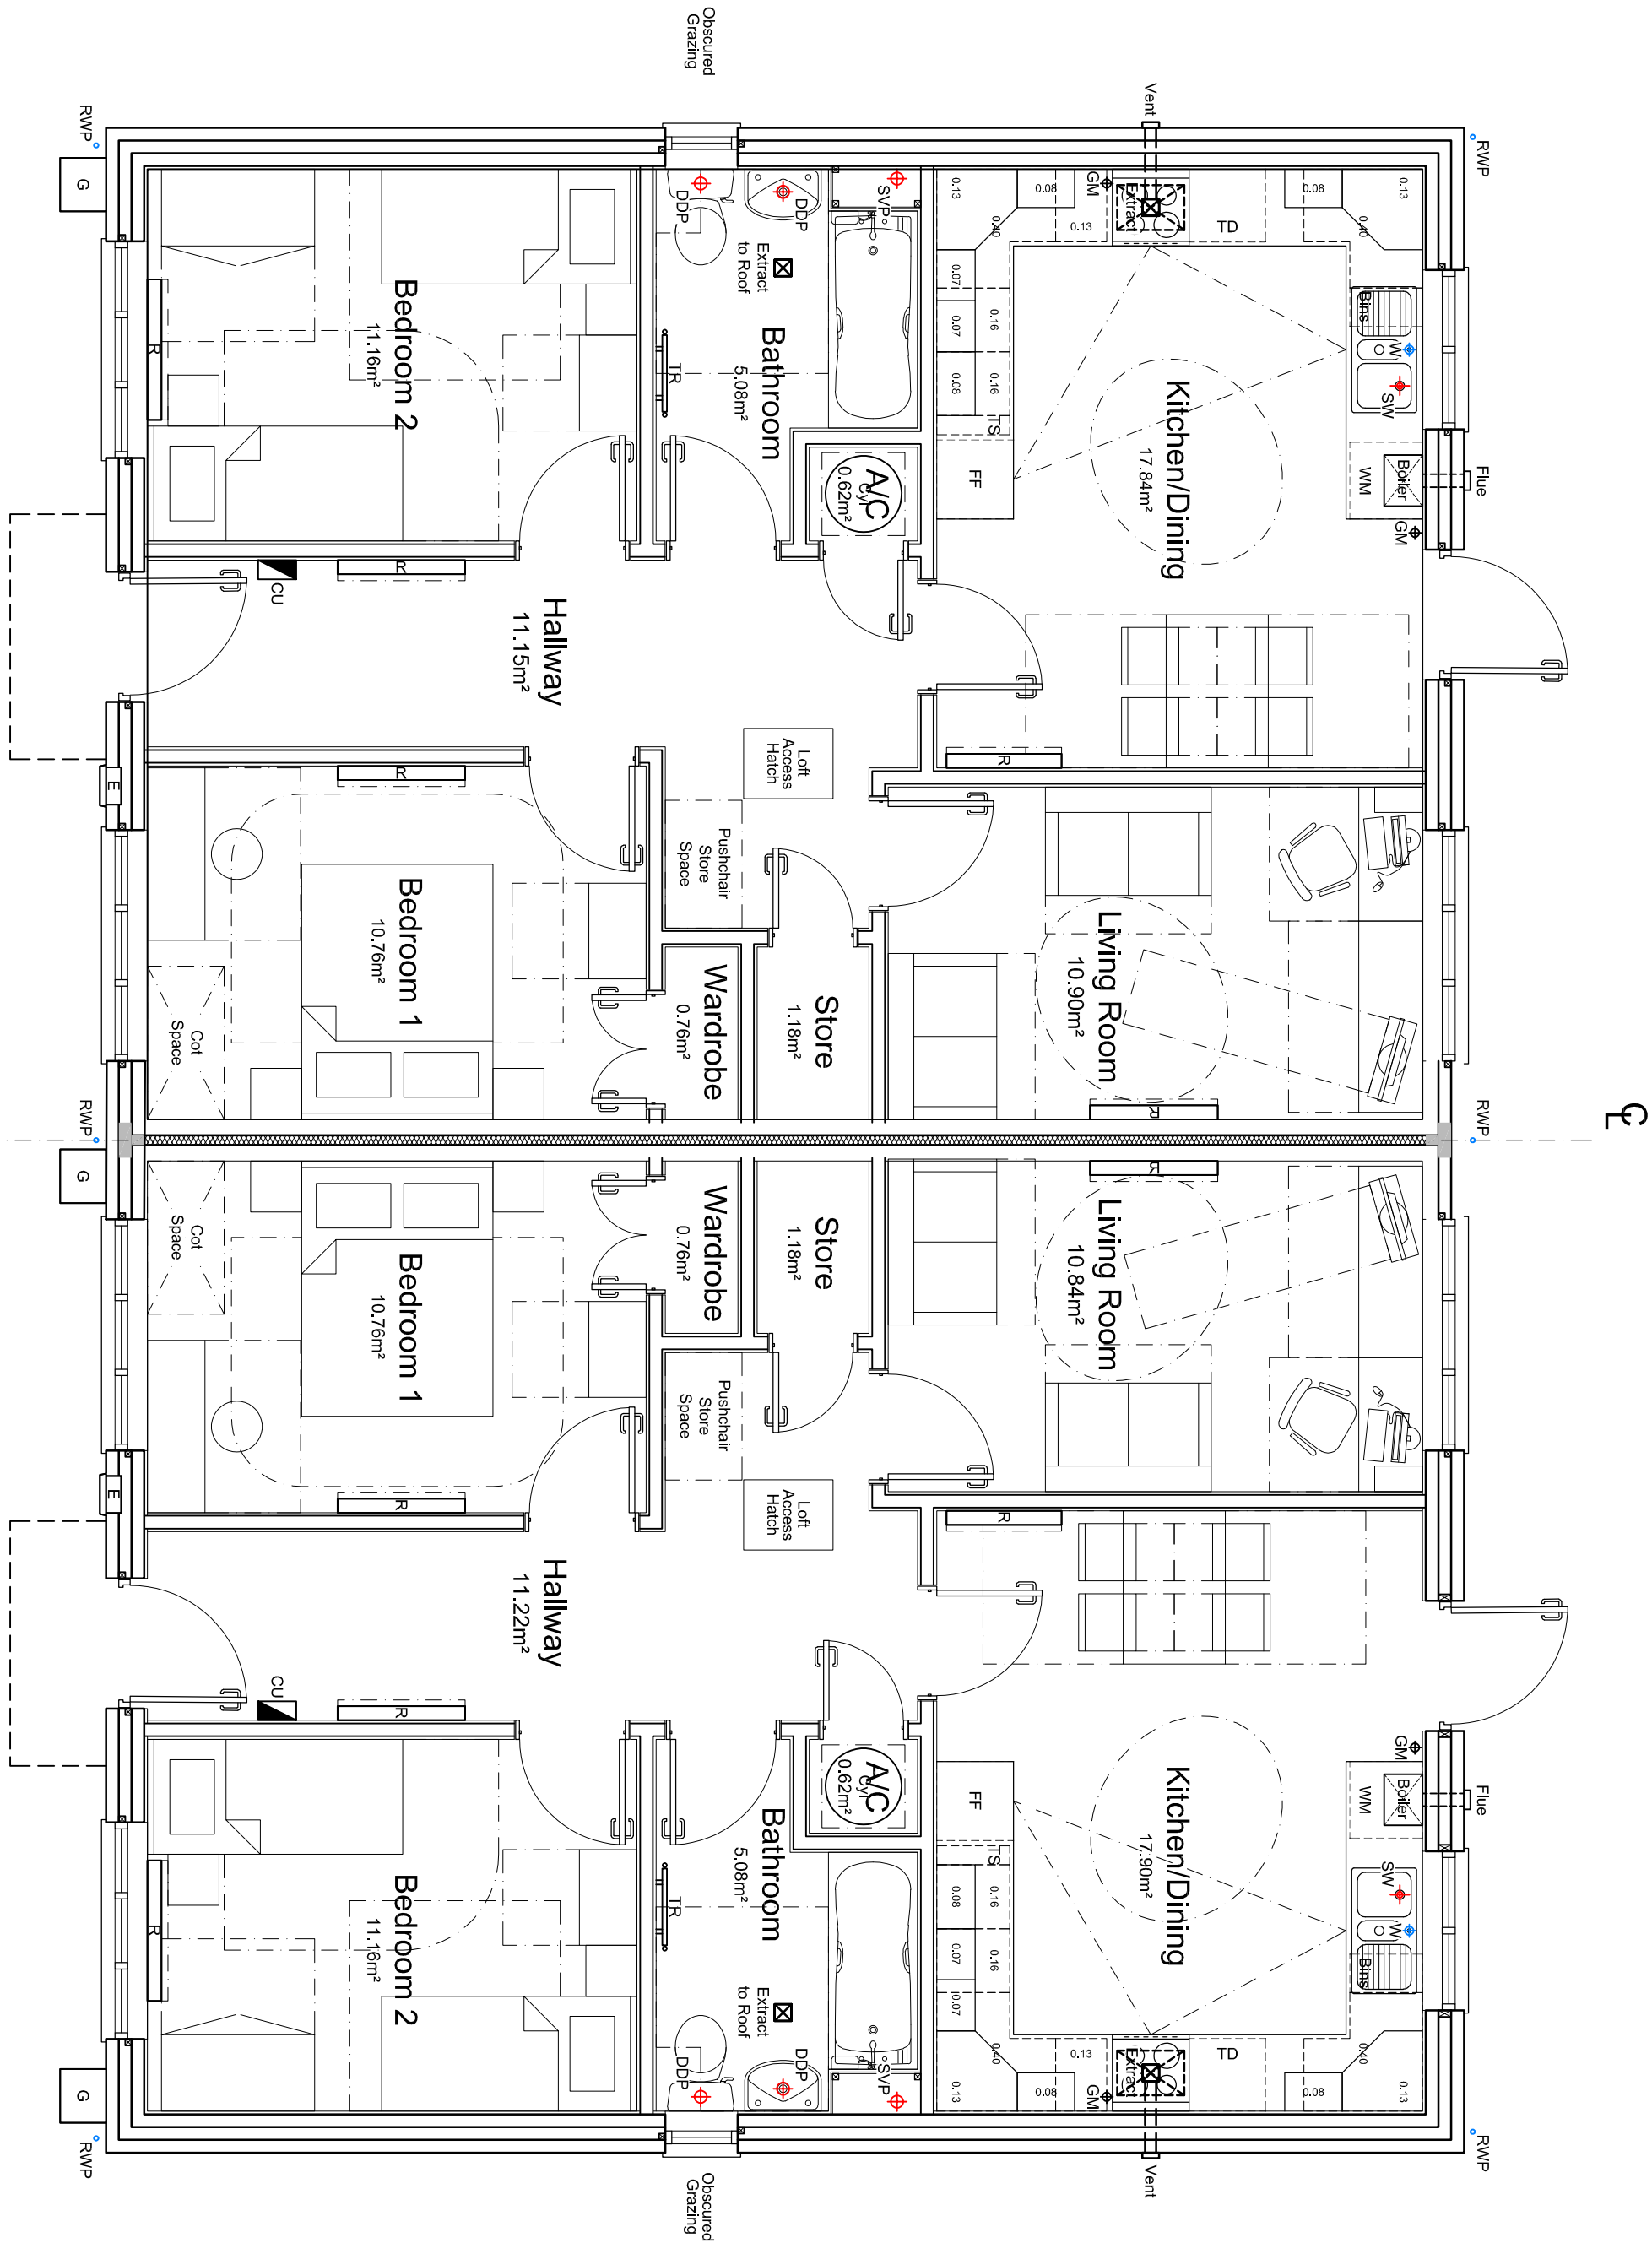 Obscured
Grazing
RWP
Vent
RWP
G
DDP
DDP
SVP
GM
Extract
TD
0.13
0.08
0.40
0.13
0.08
0.13
0.40
0.07
0.07
0.08
0.16
0.16
TS
FF
Extract
to Roof
Bathroom
5.08m²
TR
Bedroom 2
11.16m²
R
Kitchen/Dining
17.84m²
Bins
W
SW
Boiler
WM
GM
Flue
A/C
Cyl
0.62m²
CU
R
Hallway
11.15m²
Loft
Access
Hatch
R
E
R
Pushchair
Store
Space
Bedroom 1
10.76m²
Cot
Space
Wardrobe
0.76m²
Store
1.18m²
Living Room
10.90m²
R
RWP
RWP
CL
G
Cot
Space
Bedroom 1
10.76m²
R
E
Wardrobe
0.76m²
Store
1.18m²
Living Room
10.84m²
R
Pushchair
Store
Space
Loft
Access
Hatch
R
Hallway
11.22m²
CU
R
A/C
Cyl
0.62m²
Kitchen/Dining
17.90m²
GM
Boiler
WM
Flue
SW
W
Bins
FF
TS
0.16
0.16
0.08
0.07
0.07
0.40
0.13
0.13
0.08
GM
Extract
TD
0.08
0.40
0.13
Bathroom
5.08m²
TR
Extract
to Roof
DDP
DDP
SVP
Bedroom 2
11.16m²
R
G
RWP
Vent
RWP
Obscured
Grazing